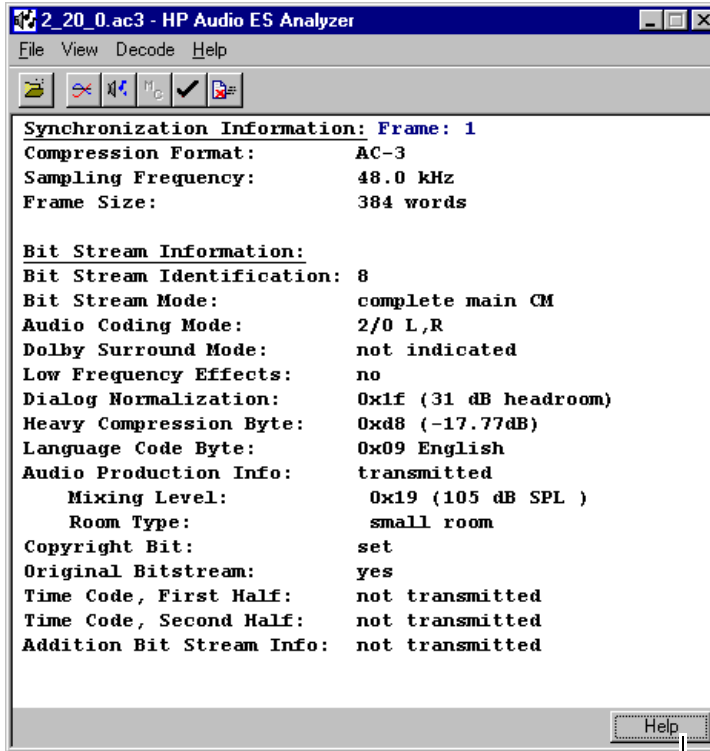 2_20_0.ac3 - HP Audio ES Analyzer
File View Decode Help
Synchronization Information: Frame: 1
Compression Format: AC-3
Sampling Frequency: 48.0 kHz
Frame Size: 384 words
Bit Stream Information:
Bit Stream Identification: 8
Bit Stream Mode: complete main CM
Audio Coding Mode: 2/0 L,R
Dolby Surround Mode: not indicated
Low Frequency Effects: no
Dialog Normalization: 0x1f (31 dB headroom)
Heavy Compression Byte: 0xd8 (-17.77dB)
Language Code Byte: 0x09 English
Audio Production Info: transmitted
Mixing Level: 0x19 (105 dB SPL )
Room Type: small room
Copyright Bit: set
Original Bitstream: yes
Time Code, First Half: not transmitted
Time Code, Second Half: not transmitted
Addition Bit Stream Info: not transmitted
Help